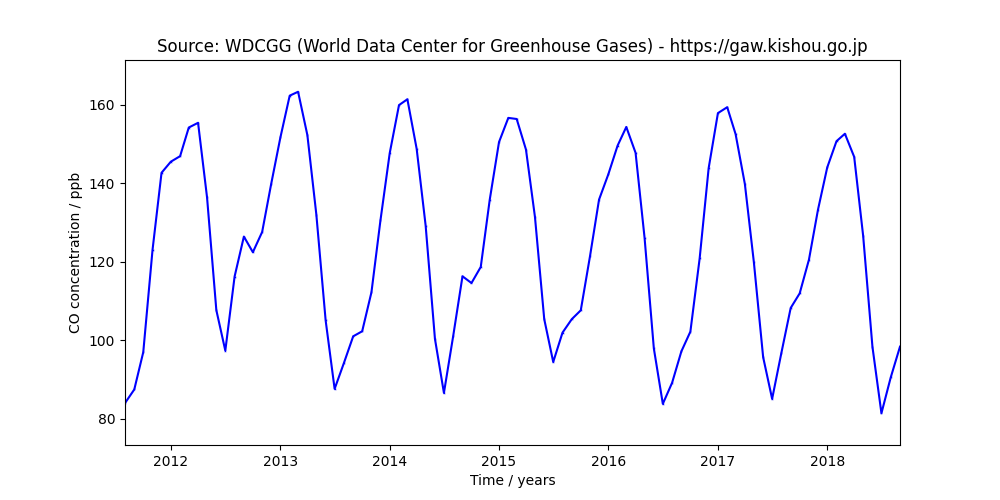 Source: WDCGG (World Data Center for Greenhouse Gases) - https://gaw.kishou.go.jp
160
140
120
100
80
CO concentration / ppb
2012 2013 2014 2015 2016 2017 2018
Time / years